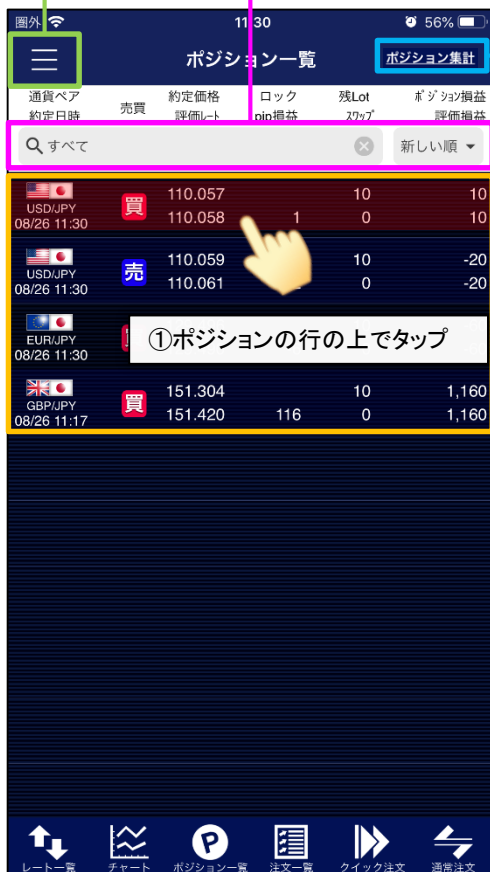 圏外 11:30 56%
ポジション一覧 ポジション集計
通貨ペア 売買 約定価格 ロック 残Lot ポジション損益
約定日時 評価レート pip損益 スワップ 評価損益
すべて 新しい順
USD/JPY 買 110.057 10 10
08/26 11:30 110.058 1 0 10
USD/JPY 売 110.059 10 -20
08/26 11:30 110.061 0 -20
EUR/JPY
08/26 11:30
①ポジションの行の上でタップ
GBP/JPY 買 151.304 10 1,160
08/26 11:17 151.420 116 0 1,160
レート一覧 チャート ポジション一覧 注文一覧 クイック注文 通常注文